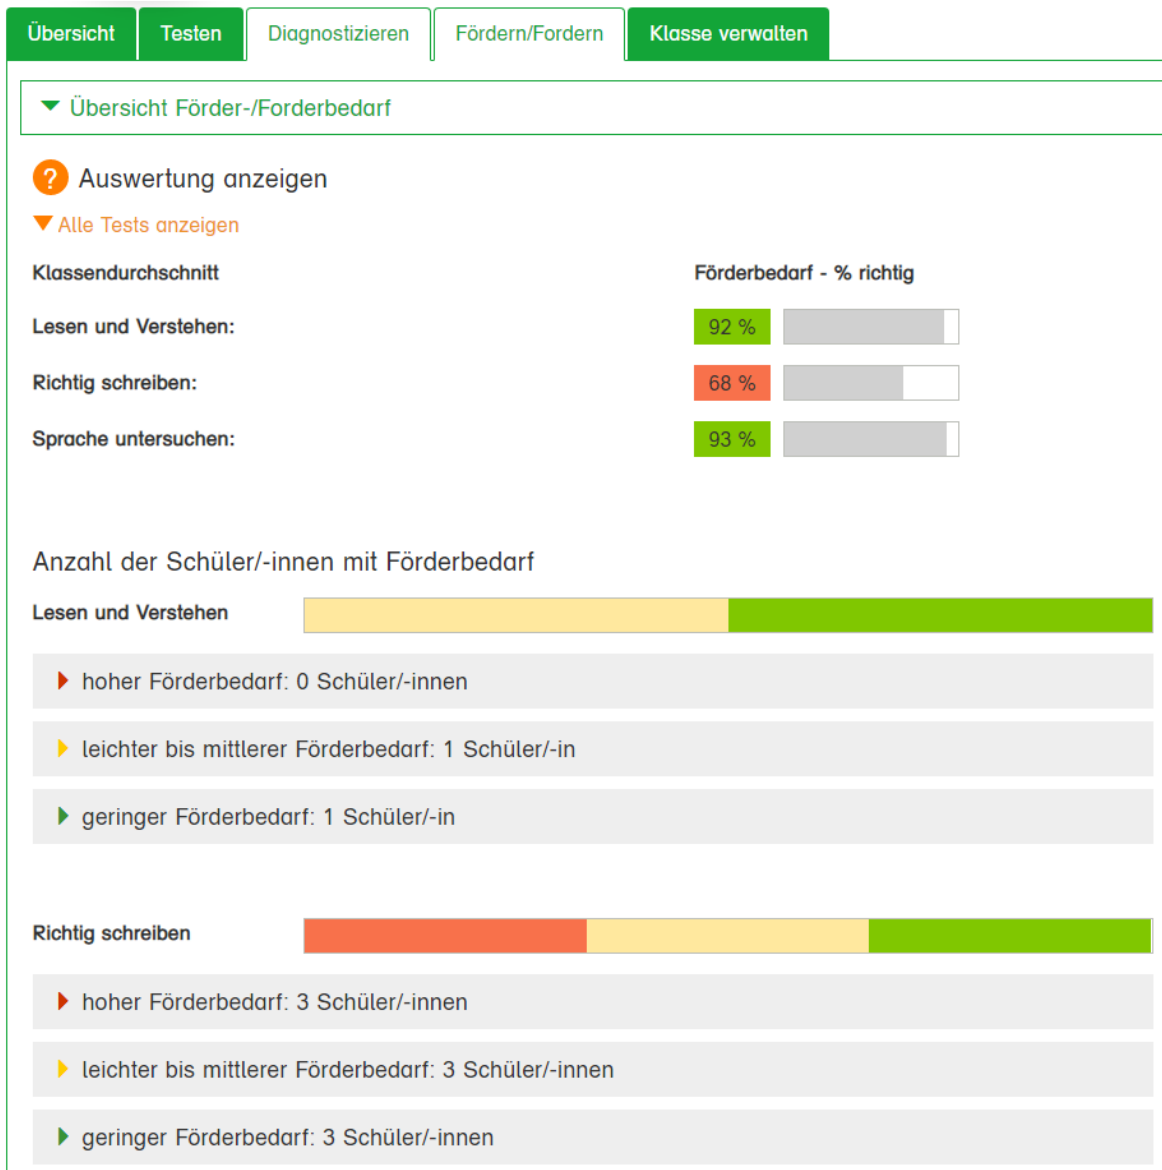 Übersicht Testen Diagnostizieren Fördern/Fordern Klasse verwalten
Übersicht Förder-/Forderbedarf
? Auswertung anzeigen
Alle Tests anzeigen
Klassendurchschnitt Förderbedarf - % richtig
Lesen und Verstehen: 92 %
Richtig schreiben: 68 %
Sprache untersuchen: 93 %
Anzahl der Schüler/-innen mit Förderbedarf
Lesen und Verstehen
hoher Förderbedarf: 0 Schüler/-innen
leichter bis mittlerer Förderbedarf: 1 Schüler/-in
geringer Förderbedarf: 1 Schüler/-in
Richtig schreiben
hoher Förderbedarf: 3 Schüler/-innen
leichter bis mittlerer Förderbedarf: 3 Schüler/-innen
geringer Förderbedarf: 3 Schüler/-innen